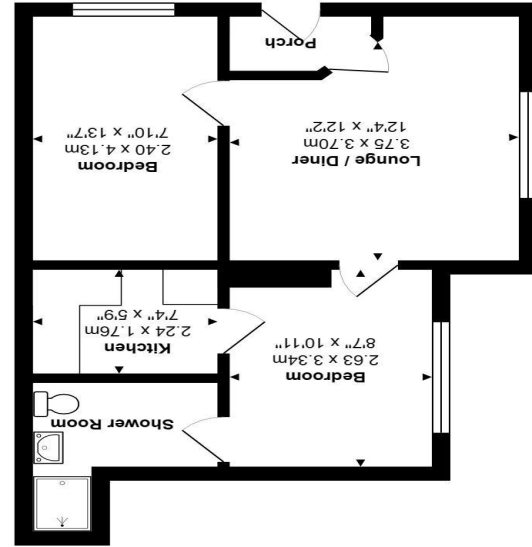 Shower Room
Bedroom
2.63 x 3.34m
8'7" x 10'11"
Kitchen
2.24 x 1.76m
7'4" x 5'9"
Lounge / Diner
3.75 x 3.70m
12'4" x 12'2"
Bedroom
2.40 x 4.13m
7'10" x 13'7"
Porch